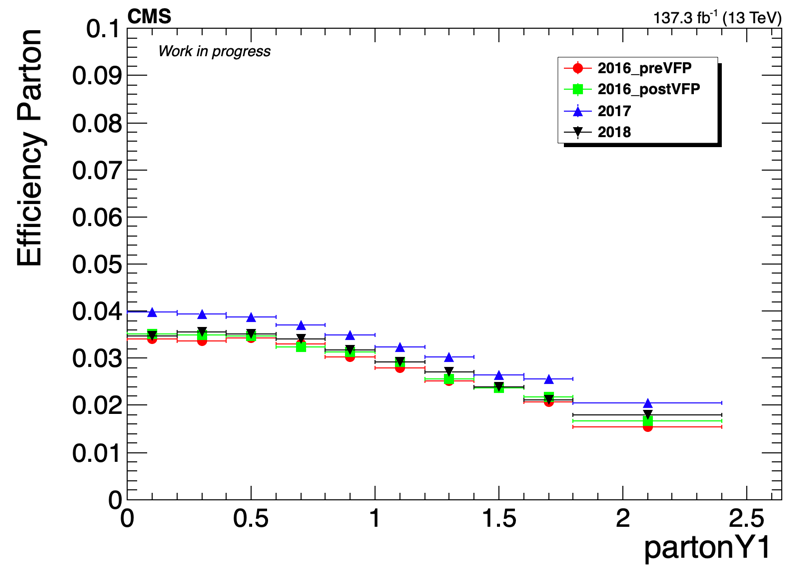 CMS
137.3 fb⁻¹ (13 TeV)
Work in progress
2016_preVFP
2016_postVFP
2017
2018
Efficiency Parton
0.1
0.09
0.08
0.07
0.06
0.05
0.04
0.03
0.02
0.01
0
0 0.5 1 1.5 2 2.5
partonY1